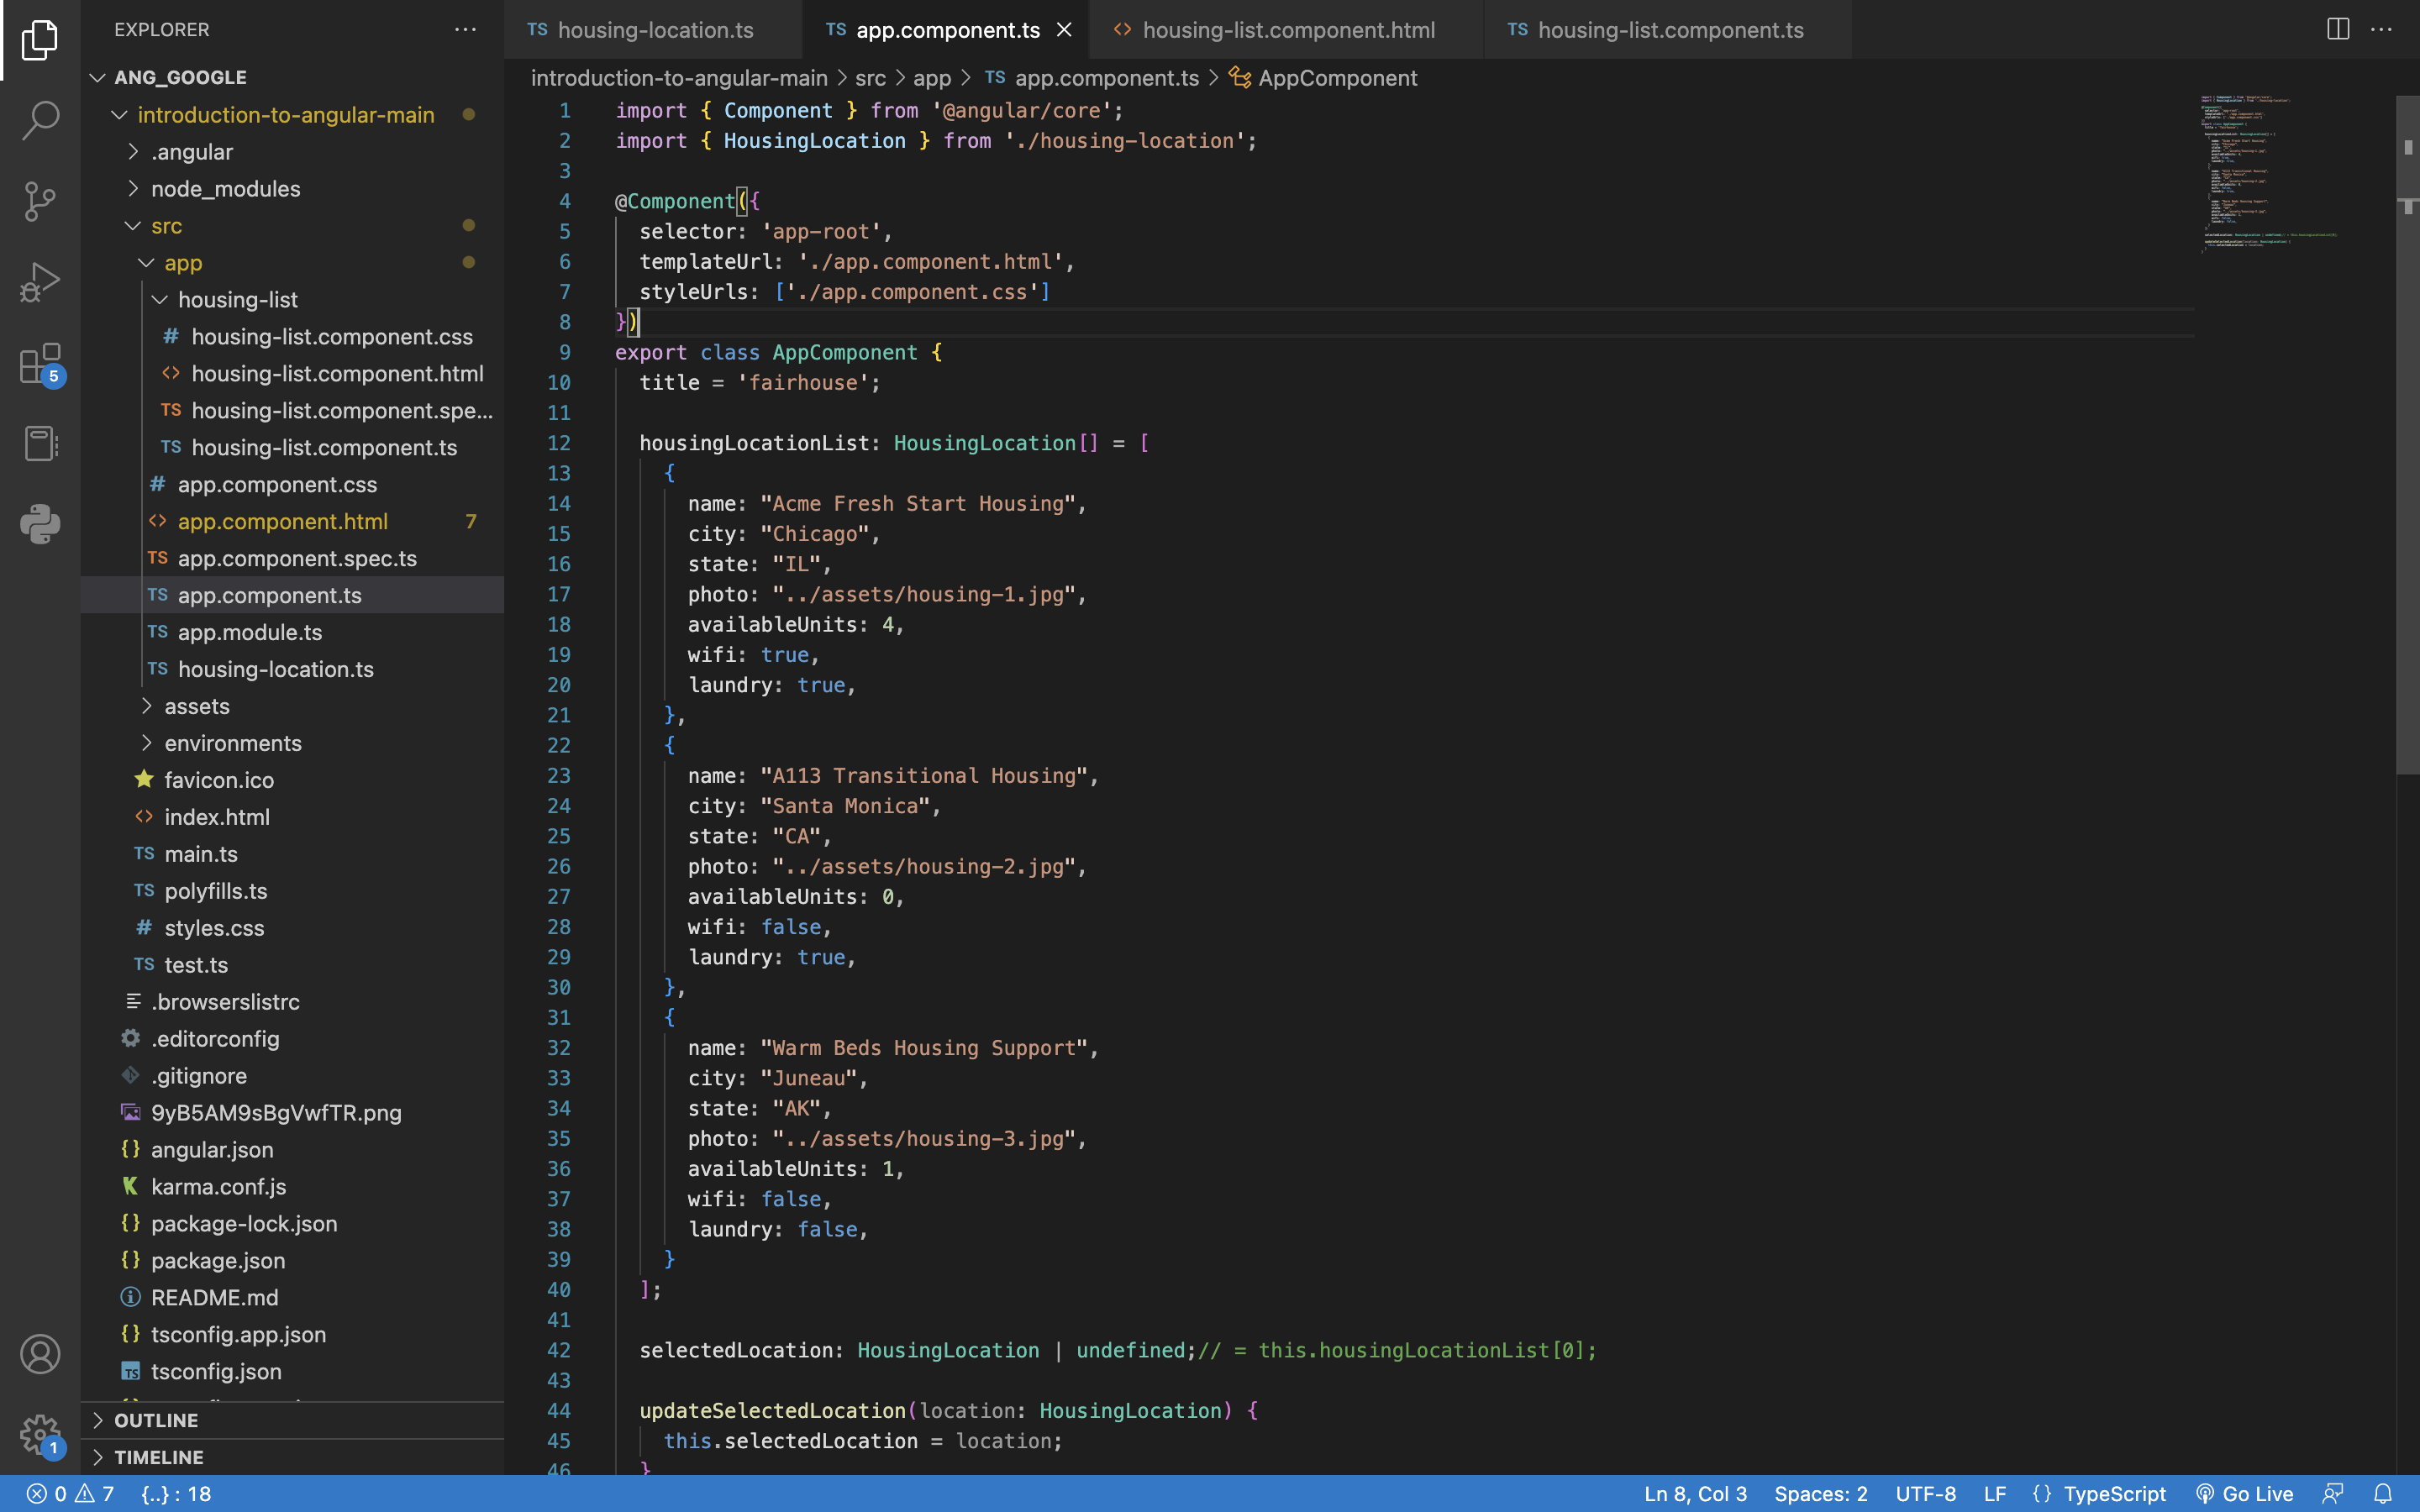 EXPLORER
ANG_GOOGLE
introduction-to-angular-main
.angular
node_modules
src
app
housing-list
# housing-list.component.css
<> housing-list.component.html
TS housing-list.component.spe...
TS housing-list.component.ts
# app.component.css
<> app.component.html 7
TS app.component.spec.ts
TS app.component.ts
TS app.module.ts
TS housing-location.ts
assets
environments
favicon.ico
<> index.html
TS main.ts
TS polyfills.ts
# styles.css
TS test.ts
.browserslistrc
.editorconfig
.gitignore
9yB5AM9sBgVwfTR.png
{} angular.json
karma.conf.js
{} package-lock.json
{} package.json
README.md
{} tsconfig.app.json
TS tsconfig.json
OUTLINE
TIMELINE
5
1
TS housing-location.ts
TS app.component.ts
<> housing-list.component.html
TS housing-list.component.ts
introduction-to-angular-main > src > app > TS app.component.ts > AppComponent
1 import { Component } from '@angular/core';
2 import { HousingLocation } from './housing-location';
3
4 @Component({
5 selector: 'app-root',
6 templateUrl: './app.component.html',
7 styleUrls: ['./app.component.css']
8 })
9 export class AppComponent {
10 title = 'fairhouse';
11
12 housingLocationList: HousingLocation[] = [
13 {
14 name: "Acme Fresh Start Housing",
15 city: "Chicago",
16 state: "IL",
17 photo: "../assets/housing-1.jpg",
18 availableUnits: 4,
19 wifi: true,
20 laundry: true,
21 },
22 {
23 name: "A113 Transitional Housing",
24 city: "Santa Monica",
25 state: "CA",
26 photo: "../assets/housing-2.jpg",
27 availableUnits: 0,
28 wifi: false,
29 laundry: true,
30 },
31 {
32 name: "Warm Beds Housing Support",
33 city: "Juneau",
34 state: "AK",
35 photo: "../assets/housing-3.jpg",
36 availableUnits: 1,
37 wifi: false,
38 laundry: false,
39 }
40 ];
41
42 selectedLocation: HousingLocation | undefined;// = this.housingLocationList[0];
43
44 updateSelectedLocation(location: HousingLocation) {
45 this.selectedLocation = location;
46 }
0 7 {..} : 18
Ln 8, Col 3 Spaces: 2 UTF-8 LF {} TypeScript Go Live